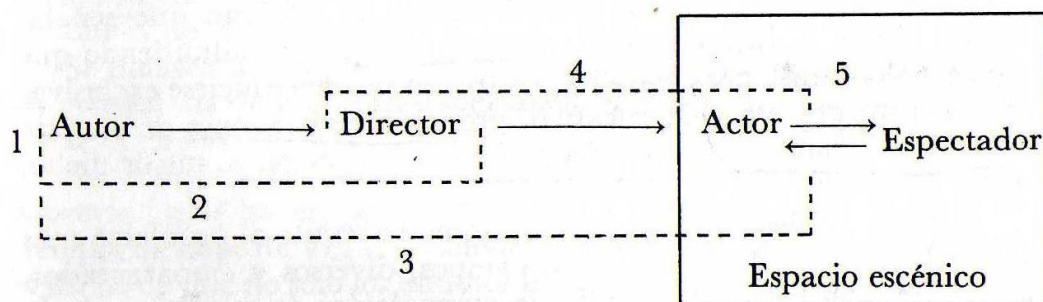 4 5
1 Autor Director Actor
Espectador
2
3
Espacio escénico